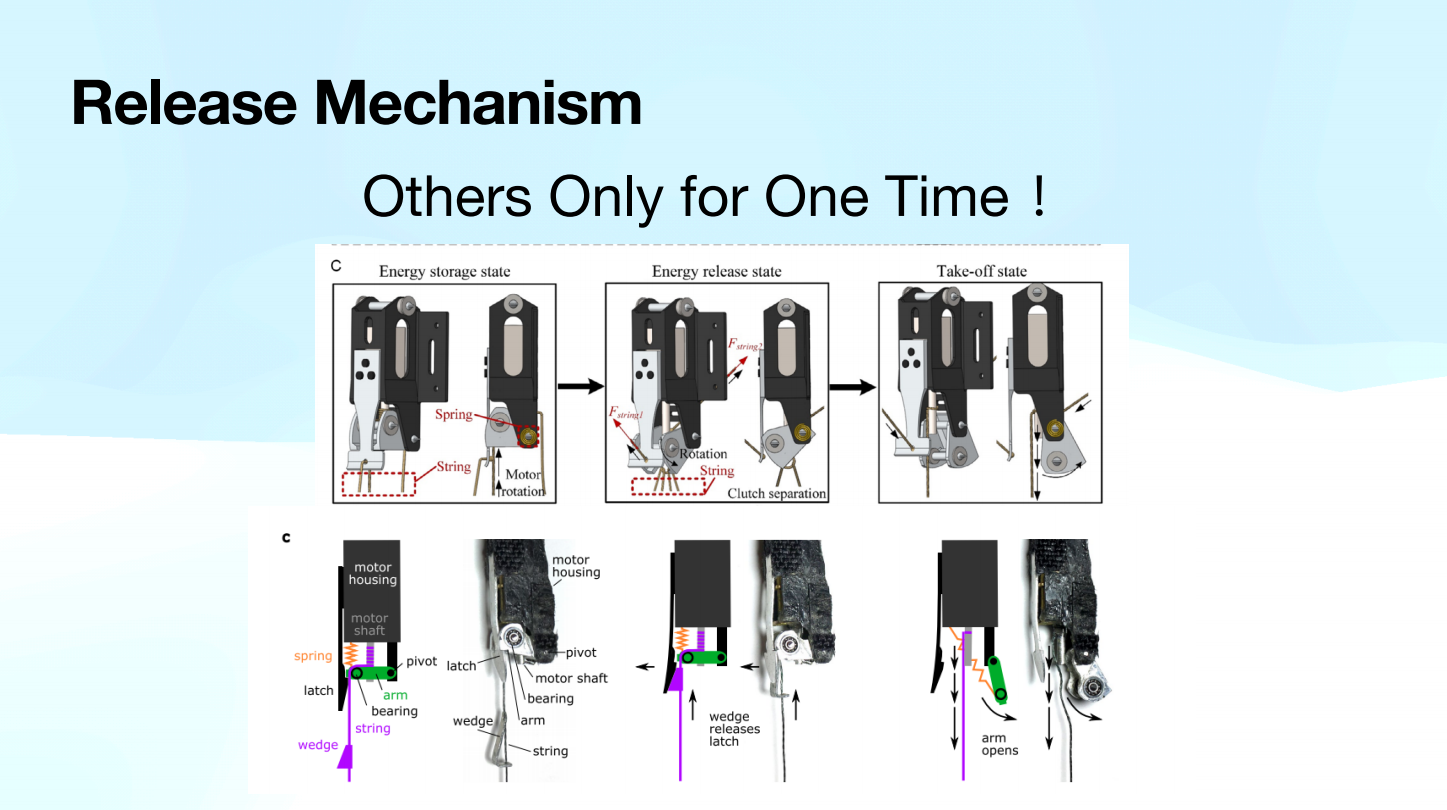 Release Mechanism
Others Only for One Time！
C
Energy storage state
Energy release state
Take-off state
Spring
String
Motor
rotation
Fstring2
Fstring1
Rotation
String
Clutch separation
c
motor
housing
motor
shaft
spring
latch
pivot
arm
bearing
string
wedge
motor
housing
latch
pivot
motor shaft
bearing
wedge
arm
string
wedge
releases
latch
arm
opens